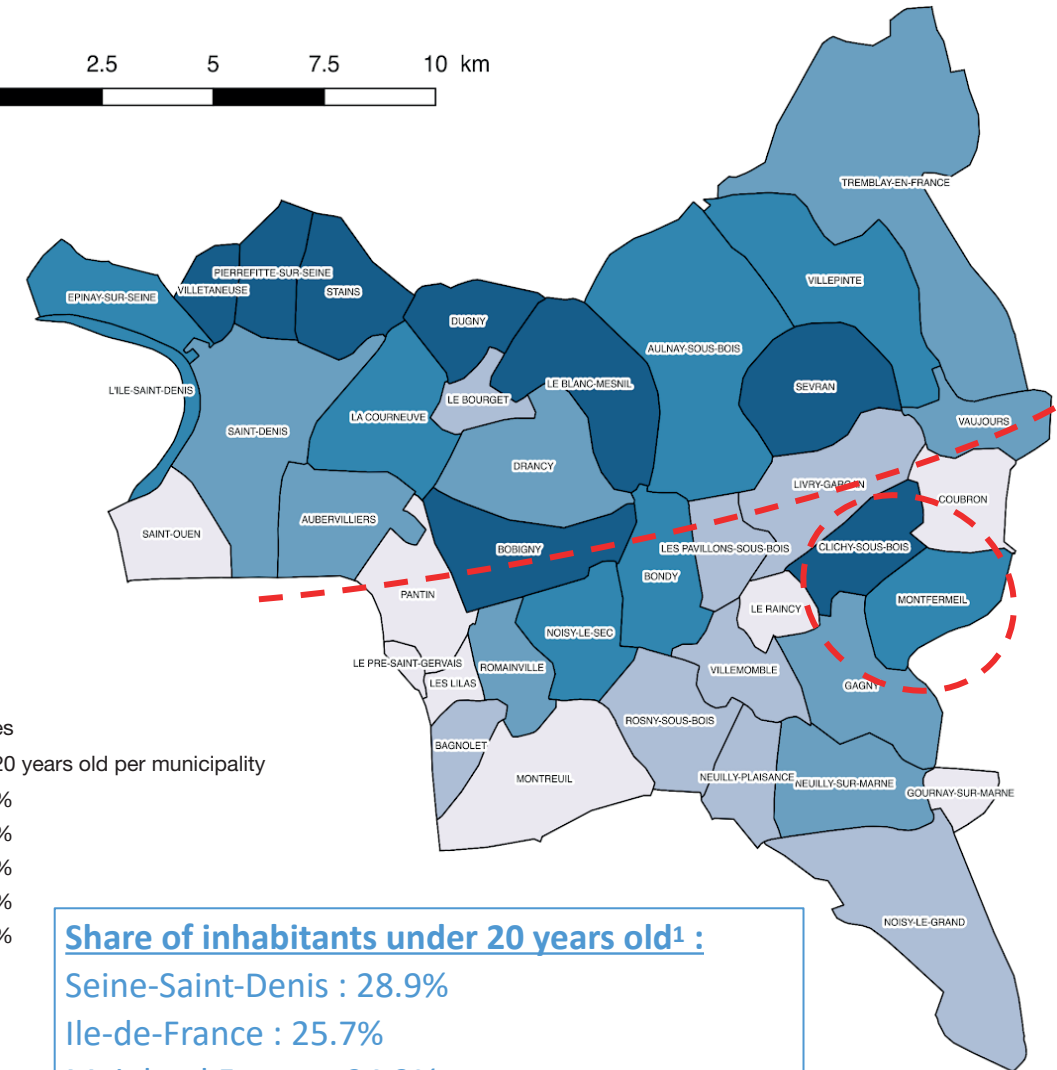 2.5 5 7.5 10 km
TREMBLAY-EN-FRANCE
PIERREFITTE-SUR-SEINE
VILLEPINTE
VILLETANEUSE
STAINS
EPINAY-SUR-SEINE
DUGNY
AULNAY-SOUS-BOIS
LE BLANC-MESNIL
SEVRAN
L'ILE-SAINT-DENIS
LE BOURGET
LA COURNEUVE
VAUJOURS
SAINT-DENIS
DRANCY
LIVRY-GARGAN
COUBRON
AUBERVILLIERS
SAINT-OUEN
BOBIGNY
LES PAVILLONS-SOUS-BOIS
CLICHY-SOUS-BOIS
BONDY
PANTIN
MONTFERMEIL
LE RAINCY
NOISY-LE-SEC
LE PRE-SAINT-GERVAIS
ROMAINVILLE
VILLEMOMBLE
LES LILAS
GAGNY
ROSNY-SOUS-BOIS
BAGNOLET
MONTREUIL
NEUILLY-PLAISANCE
NEUILLY-SUR-MARNE
GOURNAY-SUR-MARNE
NOISY-LE-GRAND
es
20 years old per municipality
%
%
%
%
%
Share of inhabitants under 20 years old¹ :
Seine-Saint-Denis : 28.9%
Ile-de-France : 25.7%